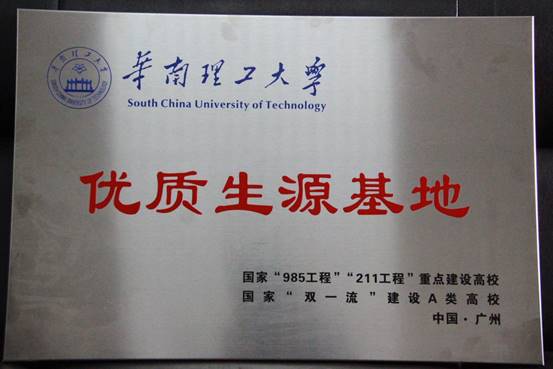 華南理工大學
South China University of Technology
优质生源基地
国家“985工程”“211工程”重点建设高校
国家“双一流”建设A类高校
中国·广州